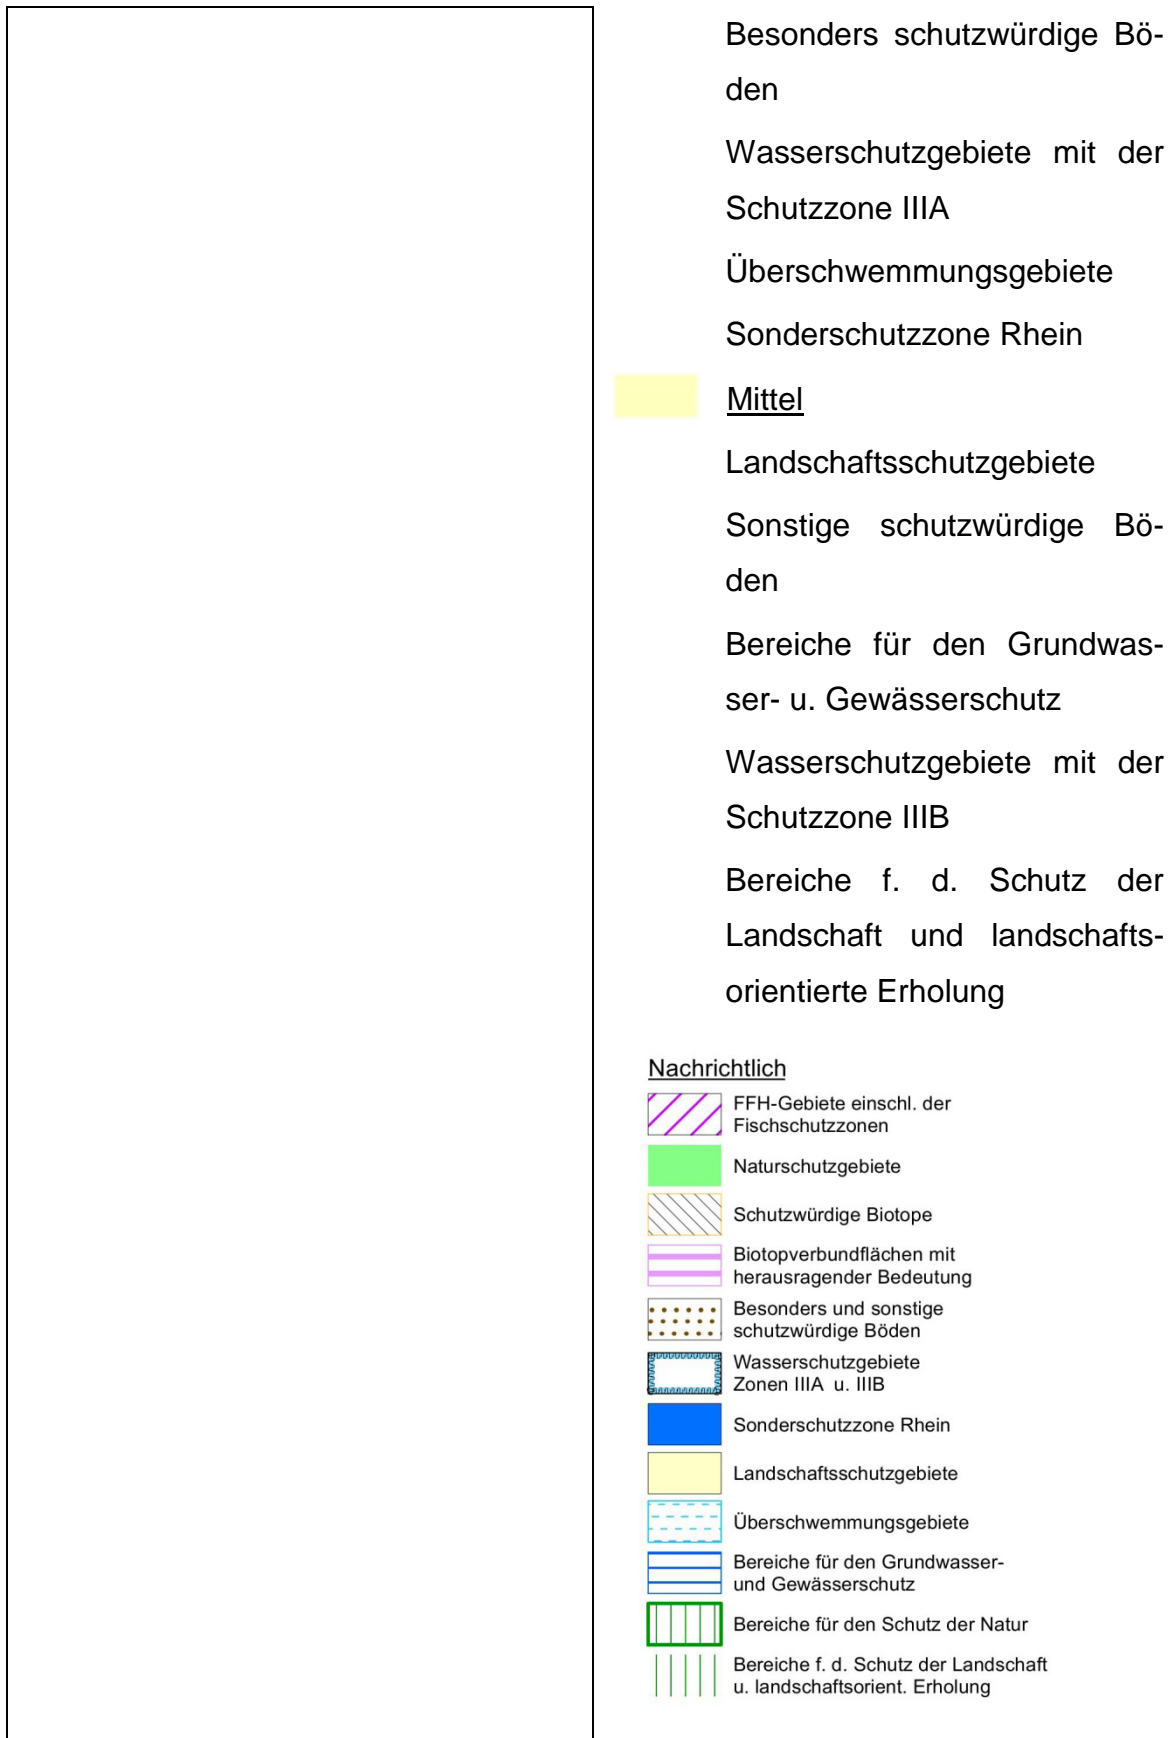 Besonders schutzwürdige Bö-
den
Wasserschutzgebiete mit der
Schutzzone IIIA
Überschwemmungsgebiete
Sonderschutzzone Rhein
Mittel
Landschaftsschutzgebiete
Sonstige schutzwürdige Bö-
den
Bereiche für den Grundwas-
ser- u. Gewässerschutz
Wasserschutzgebiete mit der
Schutzzone IIIB
Bereiche f. d. Schutz der
Landschaft und landschafts-
orientierte Erholung
Nachrichtlich
FFH-Gebiete einschl. der
Fischschutzzonen
Naturschutzgebiete
Schutzwürdige Biotope
Biotopverbundflächen mit
herausragender Bedeutung
Besonders und sonstige
schutzwürdige Böden
Wasserschutzgebiete
Zonen IIIA u. IIIB
Sonderschutzzone Rhein
Landschaftsschutzgebiete
Überschwemmungsgebiete
Bereiche für den Grundwasser-
und Gewässerschutz
Bereiche für den Schutz der Natur
Bereiche f. d. Schutz der Landschaft
u. landschaftsorient. Erholung